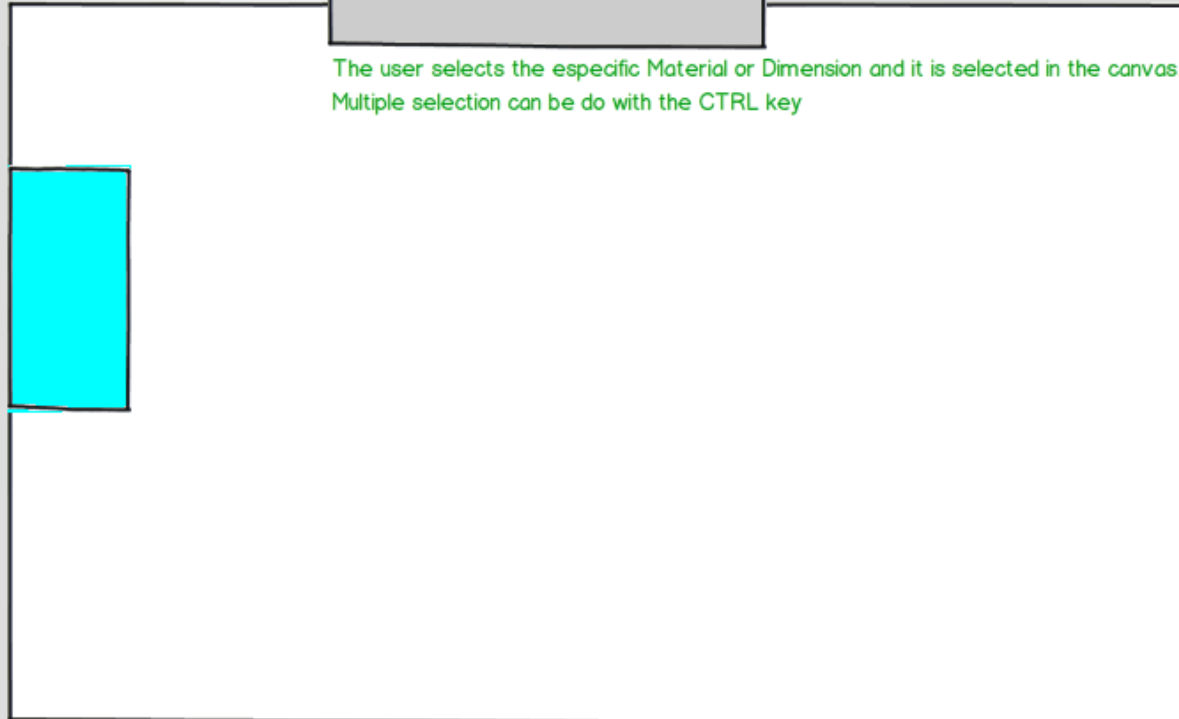 The user selects the especific Material or Dimension and it is selected in the canvas
Multiple selection can be do with the CTRL key